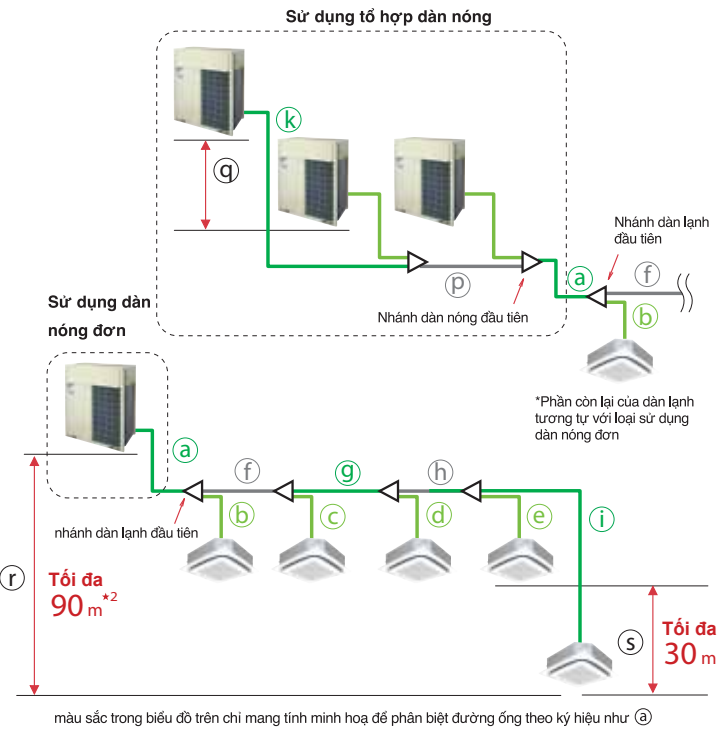 Sử dụng tổ hợp dàn nóng
k
q
Nhánh dàn lạnh
đầu tiên
p
a
f
Nhánh dàn nóng đầu tiên
b
Sử dụng dàn
nóng đơn
*Phần còn lại của dàn lạnh
tương tự với loại sử dụng
dàn nóng đơn
a
f
g
h
b
c
d
e
i
nhánh dàn lạnh đầu tiên
r
Tối đa
90 m*2
s
Tối đa
30 m
màu sắc trong biểu đồ trên chỉ mang tính minh hoạ để phân biệt đường ống theo ký hiệu như a